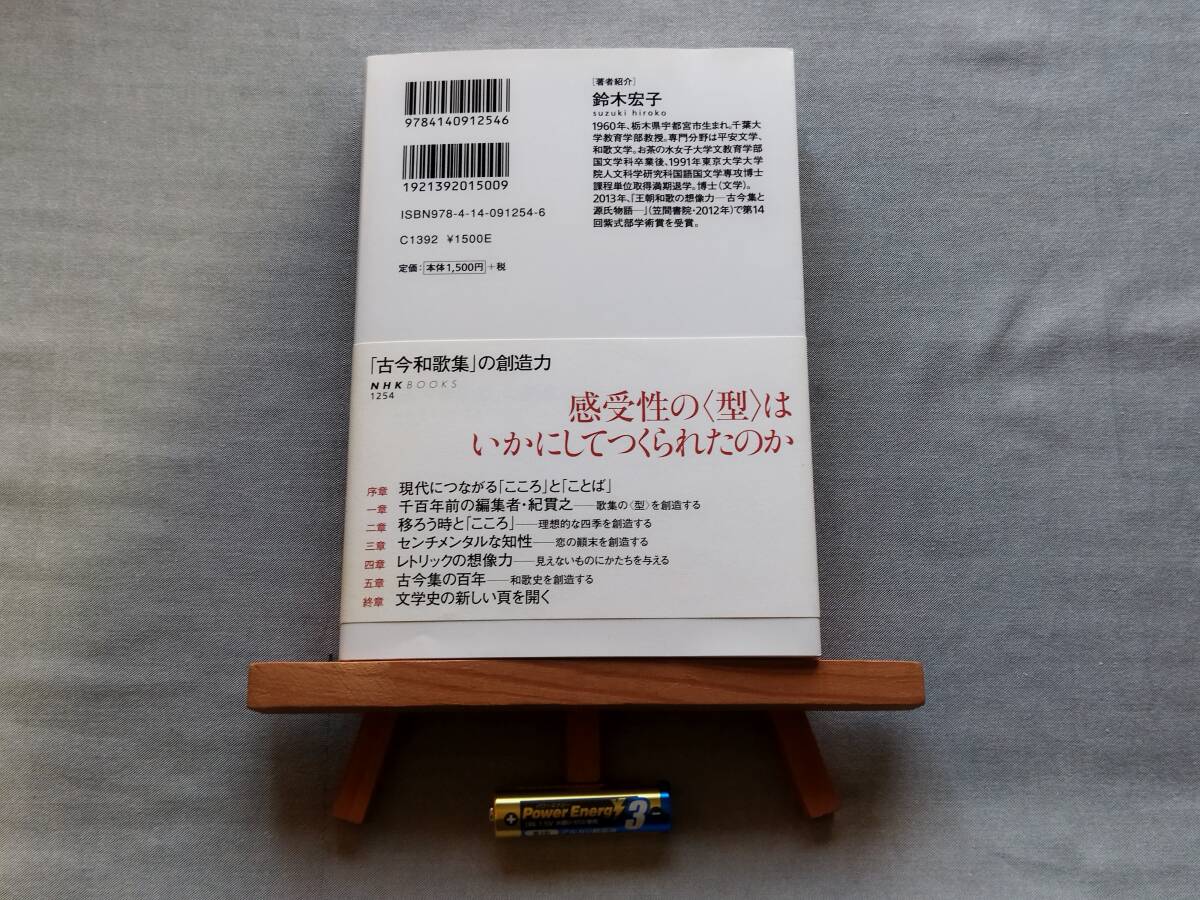 9784140912546
1921392015009
ISBN978-4-14-091254-6
C1392 ¥1500E
定価:本体1,500円+税
[著者紹介]
鈴木宏子
suzuki hiroko
1960年、栃木県宇都宮市生まれ。千葉大
学教育学部教授。専門分野は平安文学、
和歌文学。お茶の水女子大学文教育学部
国文学科卒業後、1991年東京大学大学
院人文科学研究科国語国文学専攻博士
課程単位取得満期退学。博士(文学)。
2013年、『王朝和歌の想像力―古今集と
源氏物語―』(笠間書院・2012年)で第14
回紫式部学術賞を受賞。
「古今和歌集」の創造力
NHK BOOKS
1254
感受性の〈型〉は
いかにしてつくられたのか
序章 現代につながる「こころ」と「ことば」
一章 千百年前の編集者・紀貫之――歌集の〈型〉を創造する
二章 移ろう時と「こころ」――理想的な四季を創造する
三章 センチメンタルな知性――恋の顚末を創造する
四章 レトリックの想像力――見えないものにかたちを与える
五章 古今集の百年――和歌史を創造する
終章 文学史の新しい頁を開く
+ Power Energy 3 -